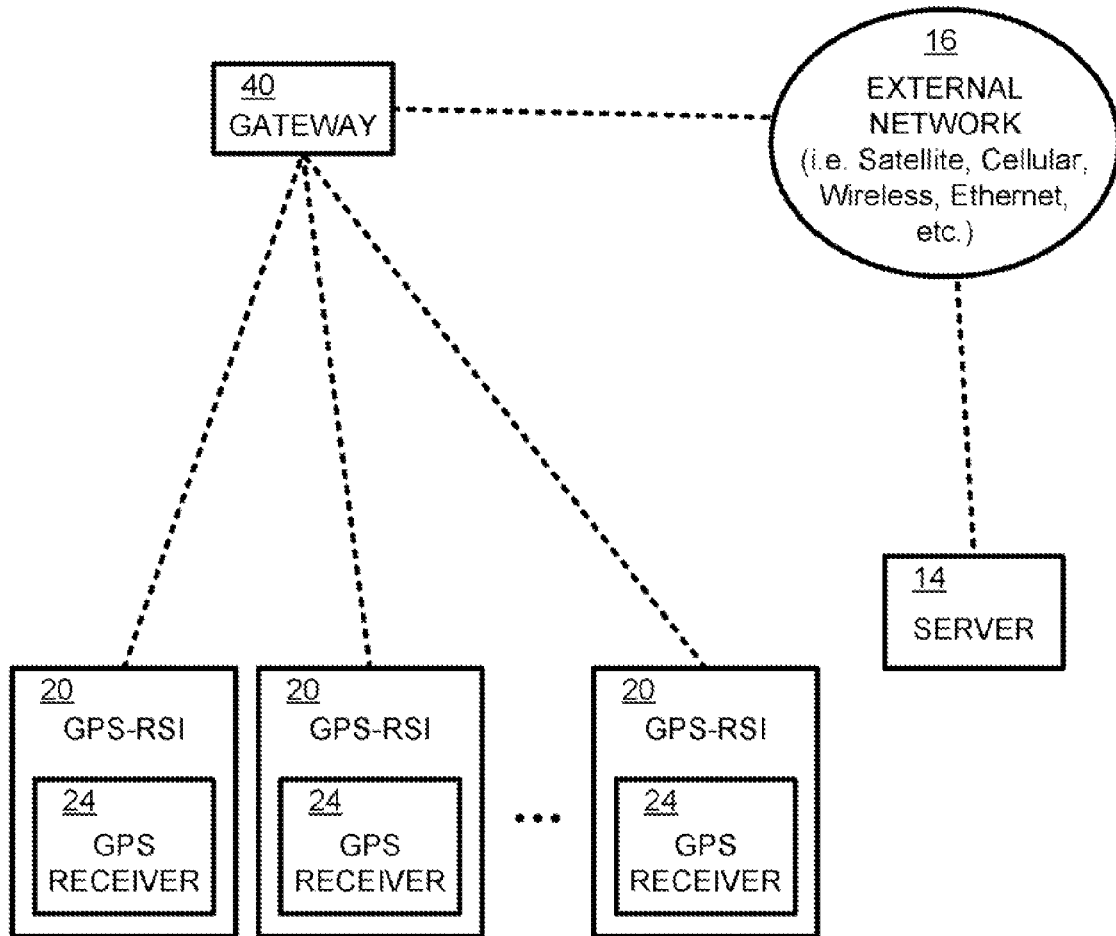 40
GATEWAY
16
EXTERNAL
NETWORK
(i.e. Satellite, Cellular,
Wireless, Ethernet,
etc.)
14
SERVER
20
GPS-RSI
24
GPS
RECEIVER
20
GPS-RSI
24
GPS
RECEIVER
...
20
GPS-RSI
24
GPS
RECEIVER